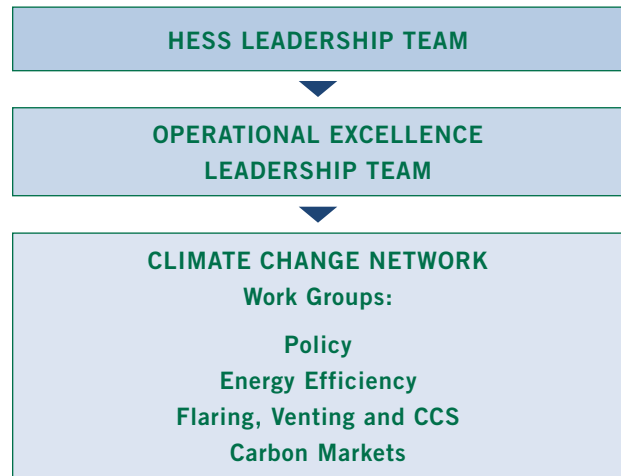 HESS LEADERSHIP TEAM
OPERATIONAL EXCELLENCE
LEADERSHIP TEAM
CLIMATE CHANGE NETWORK
Work Groups:
Policy
Energy Efficiency
Flaring, Venting and CCS
Carbon Markets